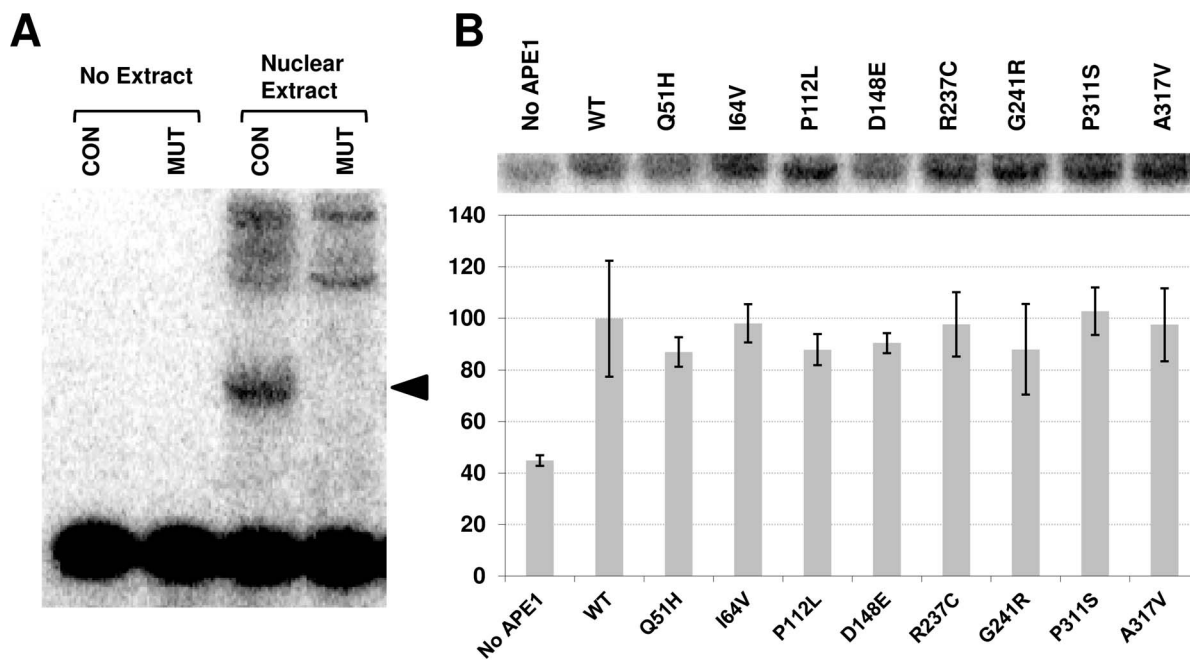 A
No Extract
Nuclear
Extract
CON
MUT
CON
MUT
B
No APE1
WT
Q51H
I64V
P112L
D148E
R237C
G241R
P311S
A317V
140
120
100
80
60
40
20
0
No APE1
WT
Q51H
I64V
P112L
D148E
R237C
G241R
P311S
A317V